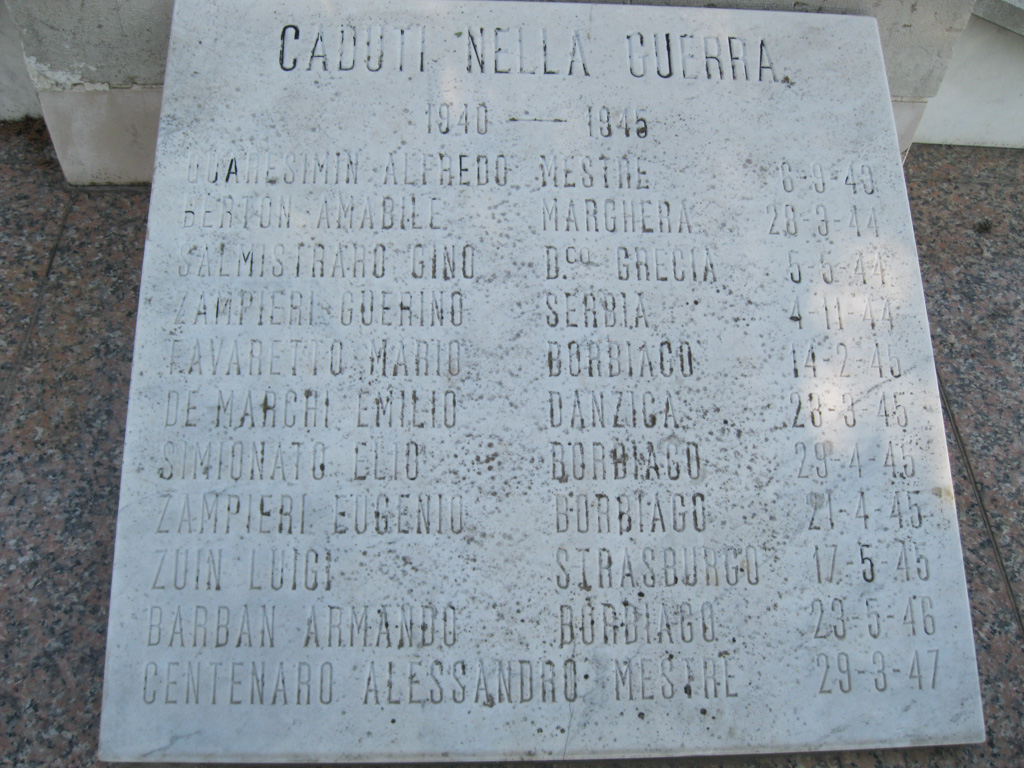 CADUTI NELLA GUERRA
1940 — 1945
QUARESIMIN ALFREDO MESTRE 8-9-43
BERTON AMABILE MARGHERA 28-3-44
SALMISTRARO GINO D.CO GRECIA 5-5-44
ZAMPIERI GUERINO SERBIA 4-11-44
FAVARETTO MARIO BORBIAGO 14-2-45
DE MARCHI EMILIO DANZICA 23-3-45
SIMIONATO ELIO BORBIAGO 29-4-45
ZAMPIERI EUGENIO BORBIAGO 21-4-45
ZUIN LUIGI STRASBURGO 17-5-45
BARBAN ARMANDO BORBIAGO 23-5-46
CENTENARO ALESSANDRO MESTRE 29-3-47